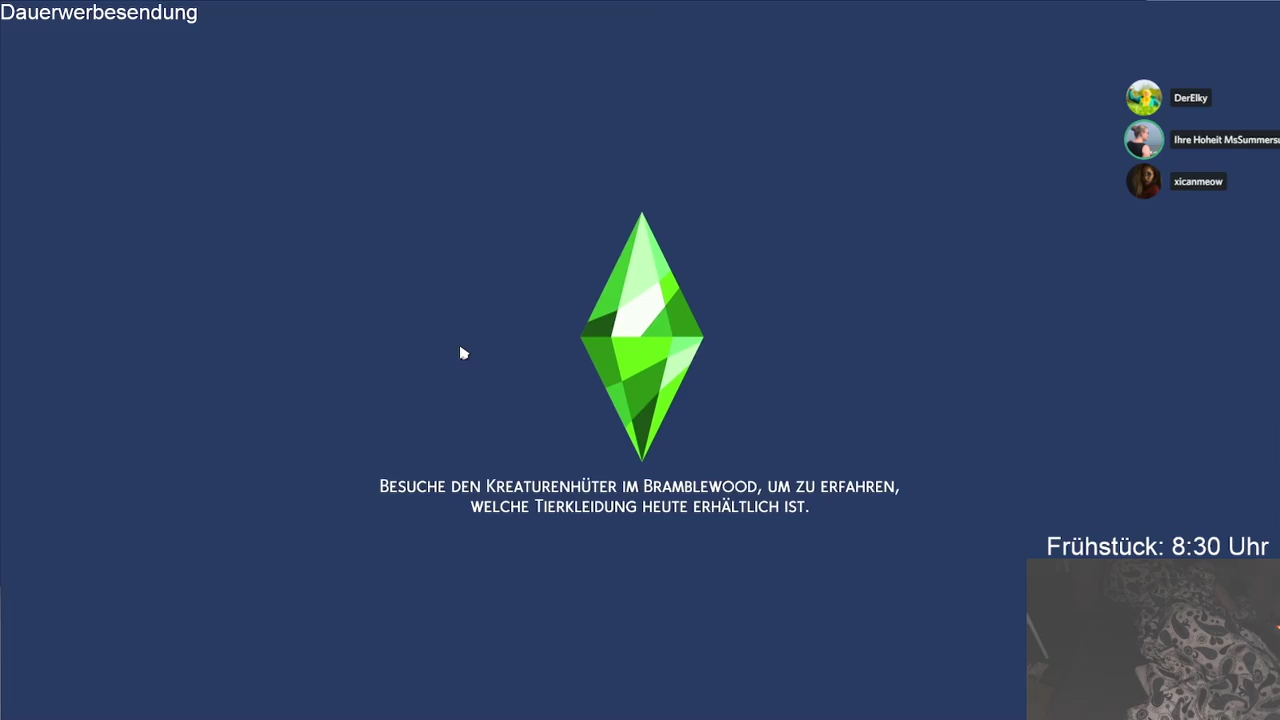 Dauerwerbesendung
DerElky
Ihre Hoheit MsSummersu
xicanmeow
Besuche den Kreaturenhüter im Bramblewood, um zu erfahren,
welche Tierkleidung heute erhältlich ist.
Frühstück: 8:30 Uhr